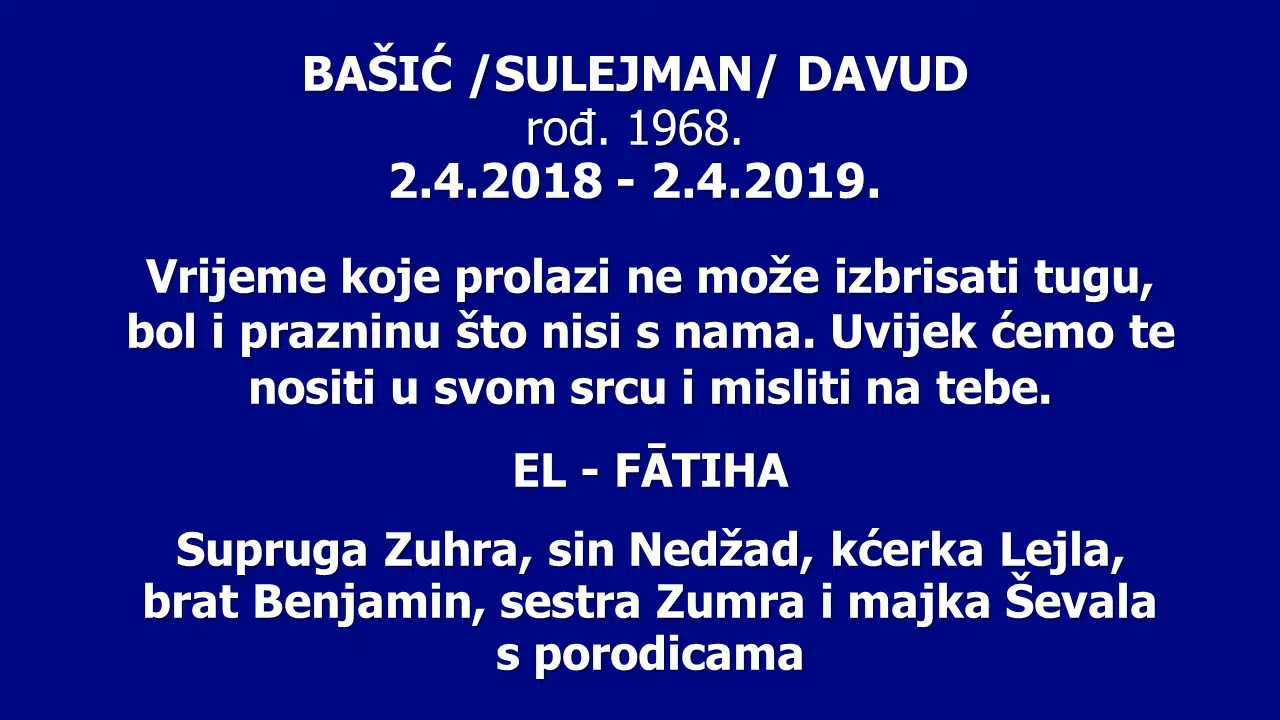 BAŠIĆ /SULEJMAN/ DAVUD
rođ. 1968.
2.4.2018 - 2.4.2019.
Vrijeme koje prolazi ne može izbrisati tugu,
bol i prazninu što nisi s nama. Uvijek ćemo te
nositi u svom srcu i misliti na tebe.
EL - FĀTIHA
Supruga Zuhra, sin Nedžad, kćerka Lejla,
brat Benjamin, sestra Zumra i majka Ševala
s porodicama